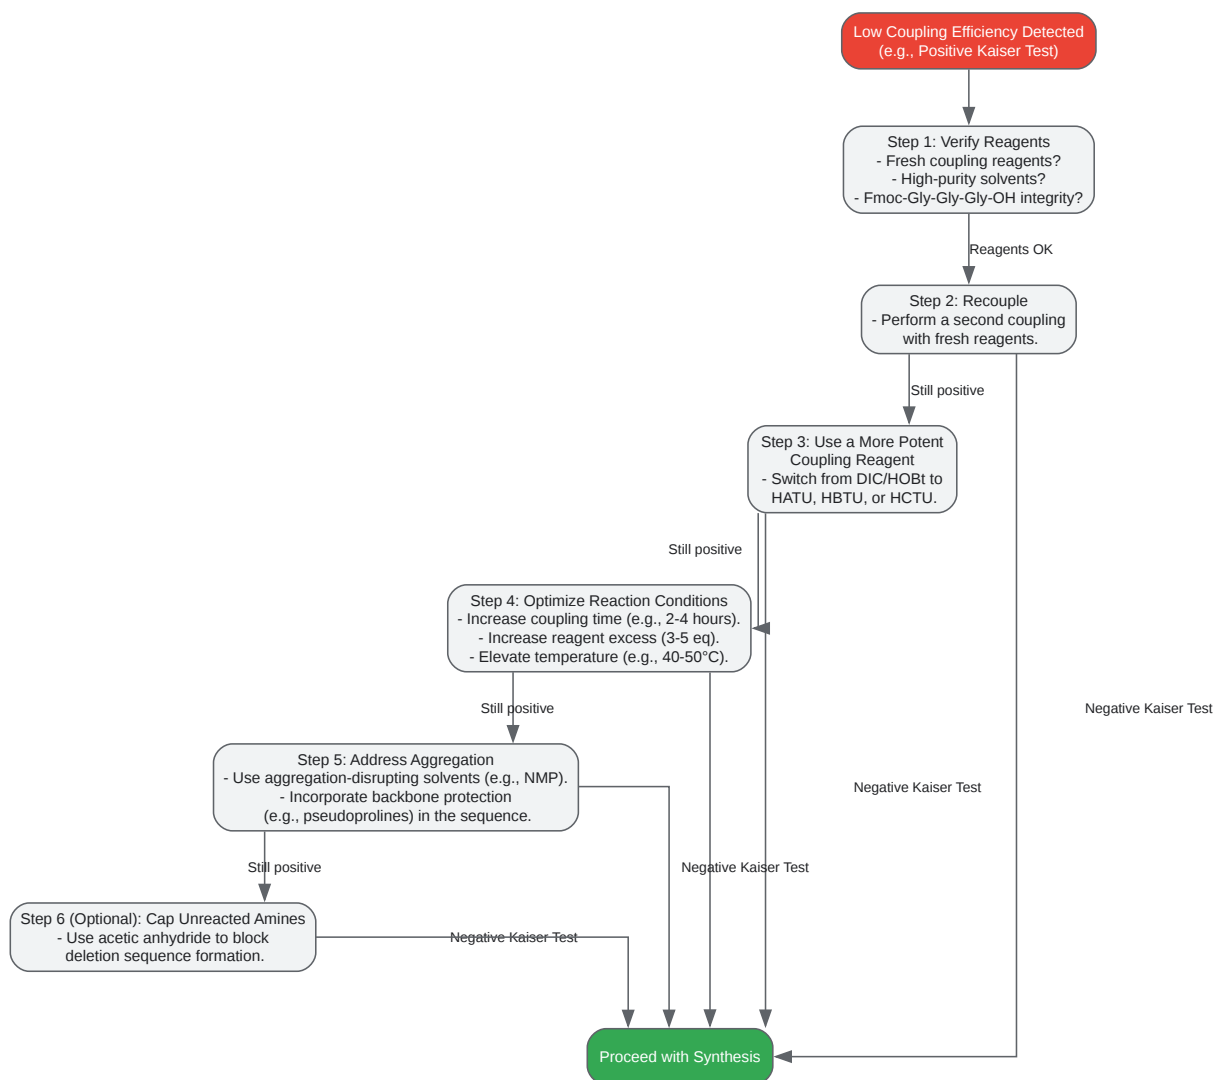 Low Coupling Efficiency Detected
(e.g., Positive Kaiser Test)
Step 1: Verify Reagents
- Fresh coupling reagents?
- High-purity solvents?
- Fmoc-Gly-Gly-Gly-OH integrity?
Reagents OK
Step 2: Recouple
- Perform a second coupling
with fresh reagents.
Still positive
Step 3: Use a More Potent
Coupling Reagent
- Switch from DIC/HOBt to
HATU, HBTU, or HCTU.
Still positive
Step 4: Optimize Reaction Conditions
- Increase coupling time (e.g., 2-4 hours).
- Increase reagent excess (3-5 eq).
- Elevate temperature (e.g., 40-50°C).
Still positive
Negative Kaiser Test
Step 5: Address Aggregation
- Use aggregation-disrupting solvents (e.g., NMP).
- Incorporate backbone protection
(e.g., pseudoprolines) in the sequence.
Negative Kaiser Test
Still positive
Negative Kaiser Test
Step 6 (Optional): Cap Unreacted Amines
- Use acetic anhydride to block
deletion sequence formation.
Negative Kaiser Test
Proceed with Synthesis